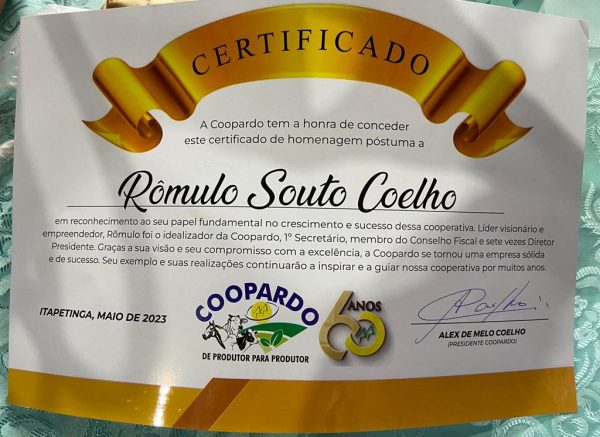 CERTIFICADO
A Coopardo tem a honra de conceder
este certificado de homenagem póstuma a
Rômulo Souto Coelho
em reconhecimento ao seu papel fundamental no crescimento e sucesso dessa cooperativa. Líder visionário e
empreendedor, Rômulo foi o idealizador da Coopardo, 1º Secretário, membro do Conselho Fiscal e sete vezes Diretor
Presidente. Graças a sua visão e seu compromisso com a excelência, a Coopardo se tornou uma empresa sólida
e de sucesso. Seu exemplo e suas realizações continuarão a inspirar e a guiar nossa cooperativa por muitos anos.
ITAPETINGA, MAIO DE 2023
COOPARDO
DE PRODUTOR PARA PRODUTOR
60 ANOS
ALEX DE MELO COELHO
(PRESIDENTE COOPARDO)